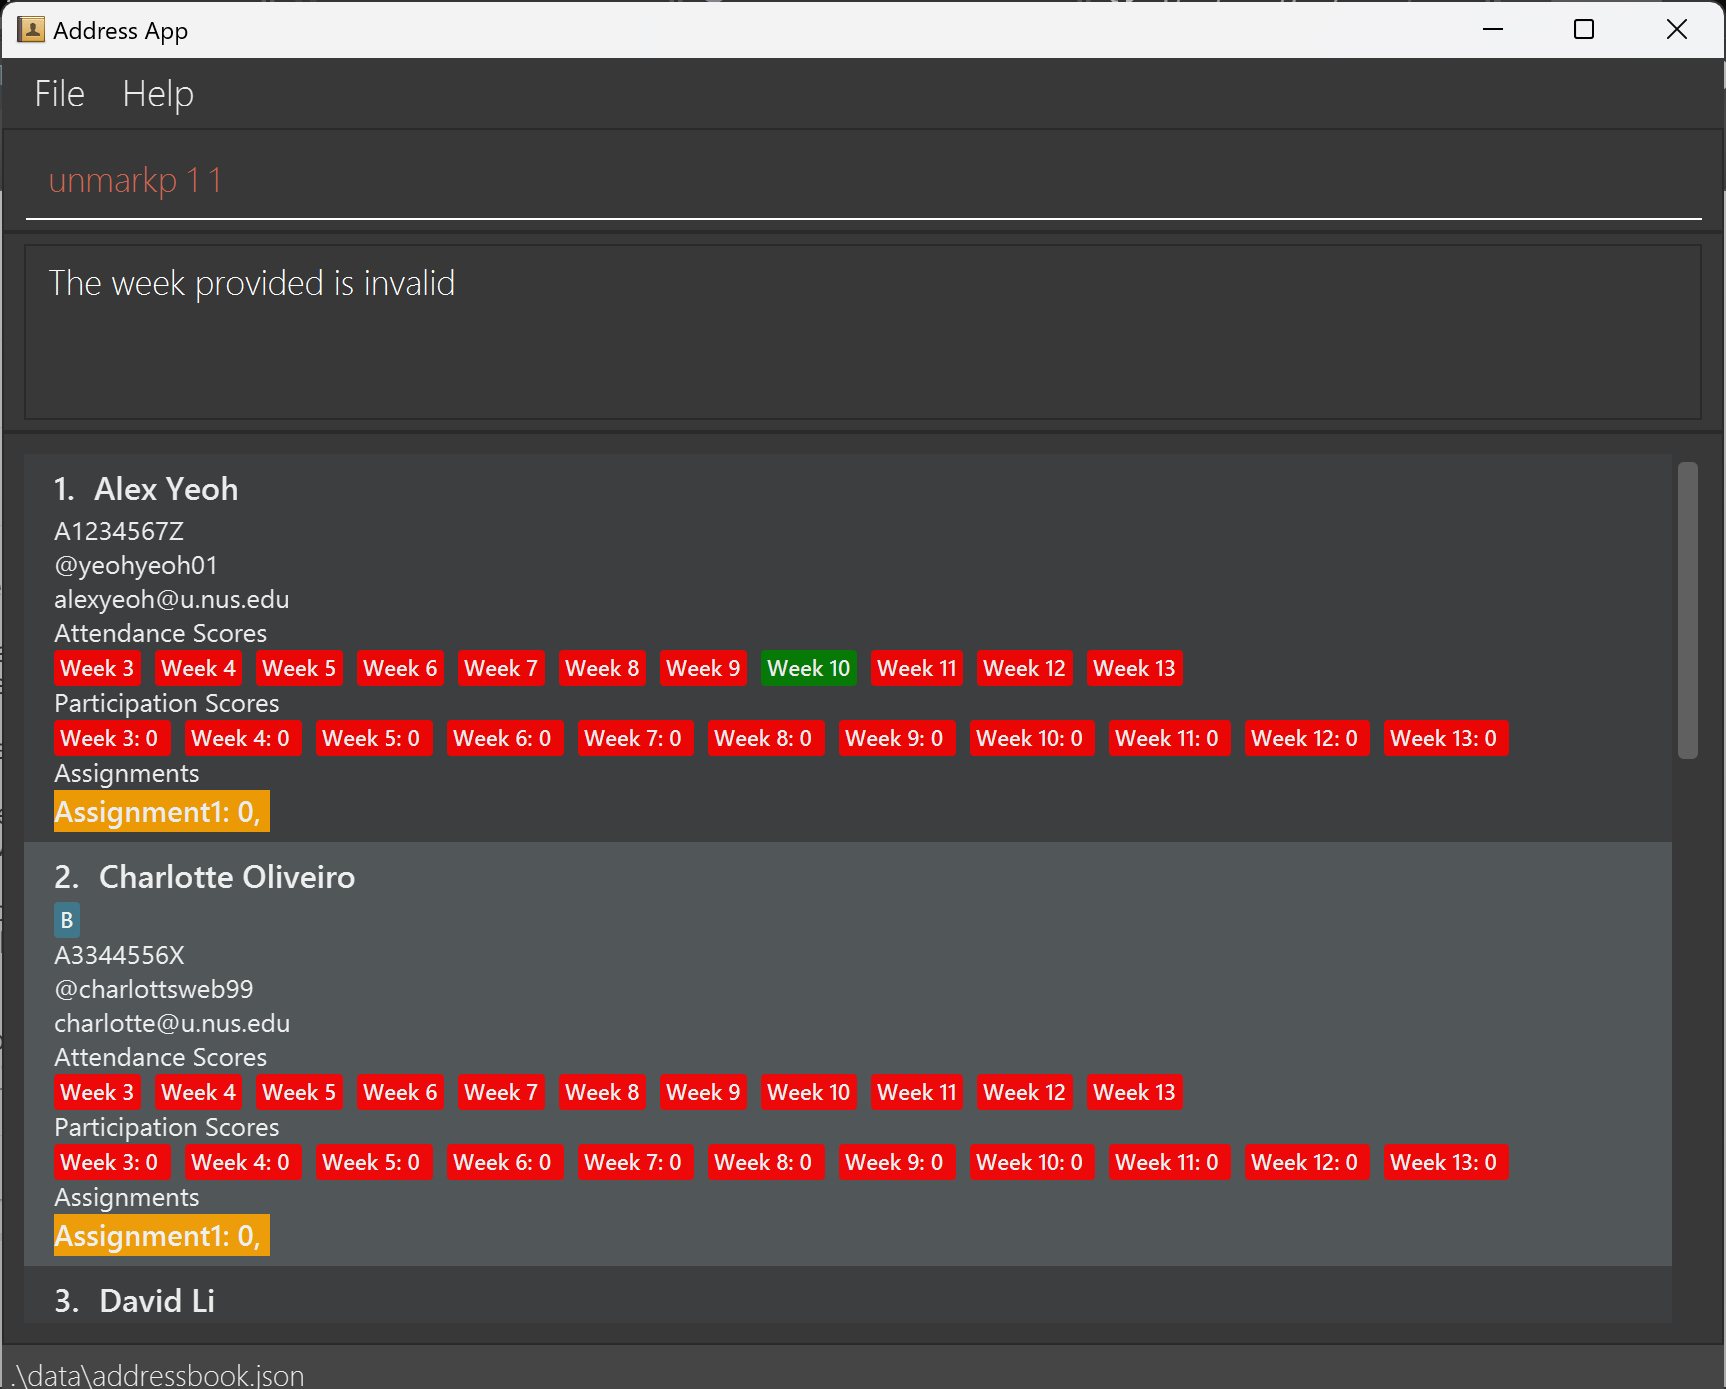 Address App
File Help
unmarkp 1 1
The week provided is invalid
1. Alex Yeoh
A1234567Z
@yeohyeoh01
alexyeoh@u.nus.edu
Attendance Scores
Week 3 Week 4 Week 5 Week 6 Week 7 Week 8 Week 9 Week 10 Week 11 Week 12 Week 13
Participation Scores
Week 3: 0 Week 4: 0 Week 5: 0 Week 6: 0 Week 7: 0 Week 8: 0 Week 9: 0 Week 10: 0 Week 11: 0 Week 12: 0 Week 13: 0
Assignments
Assignment1: 0,
2. Charlotte Oliveiro
B
A3344556X
@charlottsweb99
charlotte@u.nus.edu
Attendance Scores
Week 3 Week 4 Week 5 Week 6 Week 7 Week 8 Week 9 Week 10 Week 11 Week 12 Week 13
Participation Scores
Week 3: 0 Week 4: 0 Week 5: 0 Week 6: 0 Week 7: 0 Week 8: 0 Week 9: 0 Week 10: 0 Week 11: 0 Week 12: 0 Week 13: 0
Assignments
Assignment1: 0,
3. David Li
.\data\addressbook.json